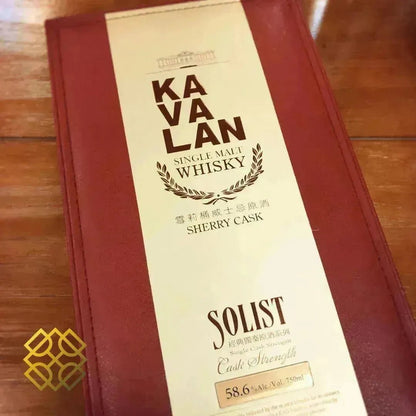 KA
VA
LAN
SINGLE MALT
WHISKY
雪莉桶威士忌原酒
SHERRY CASK
SOLIST
經典獨奏原酒系列
Single Cask Strength
Cask Strength
58.6%Alc./Vol. 750ml